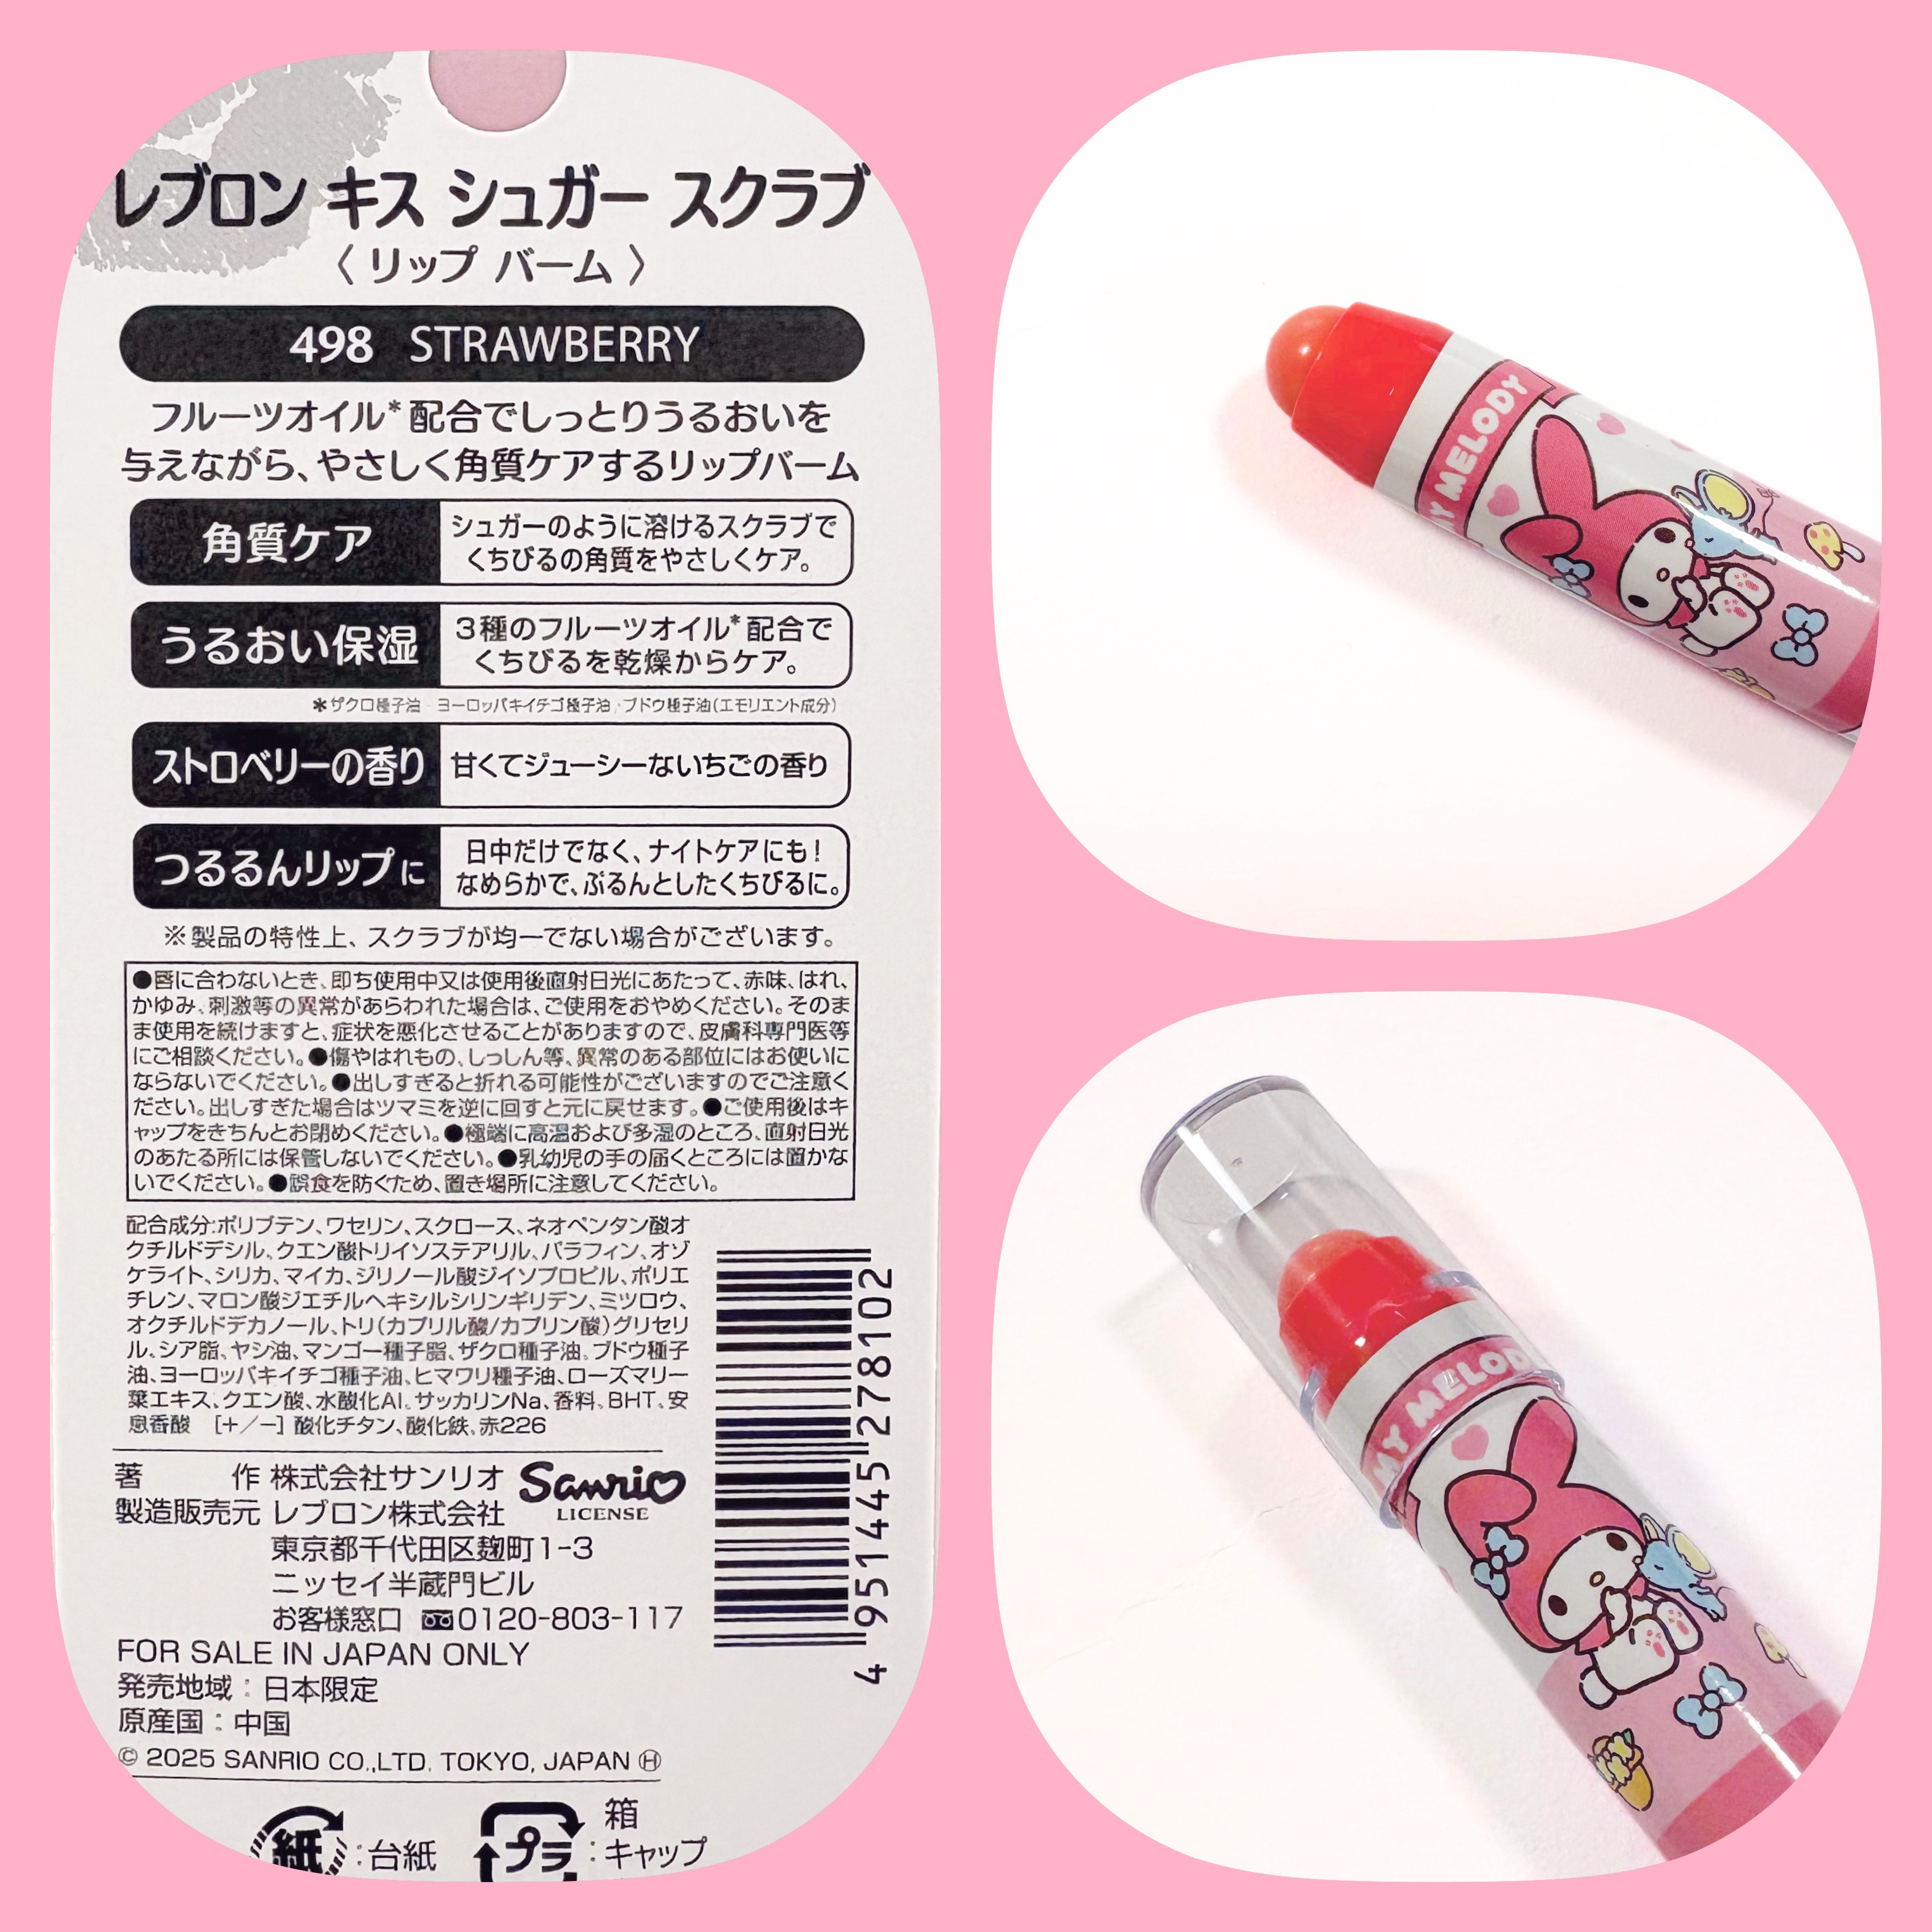 レブロン キス シュガー スクラブ
〈 リップ バーム 〉
498 STRAWBERRY
フルーツオイル*配合でしっとりうるおいを
与えながら、やさしく角質ケアするリップバーム
角質ケア
シュガーのように溶けるスクラブで
くちびるの角質をやさしくケア。
うるおい保湿
3種のフルーツオイル*配合で
くちびるを乾燥からケア。
*ザクロ種子油 ヨーロッパキイチゴ種子油 ブドウ種子油(エモリエント成分)
ストロベリーの香り
甘くてジューシーないちごの香り
つるるんリップに
日中だけでなく、ナイトケアにも!
なめらかで、ぷるんとしたくちびるに。
※製品の特性上、スクラブが均一でない場合がございます。
●唇に合わないとき、即ち使用中又は使用後直射日光にあたって、赤味、はれ、
かゆみ、刺激等の異常があらわれた場合は、ご使用をおやめください。そのま
ま使用を続けますと、症状を悪化させることがありますので、皮膚科専門医等
にご相談ください。●傷やはれもの、しっしん等、異常のある部位にはお使いに
ならないでください。●出しすぎると折れる可能性がございますのでご注意く
ださい。出しすぎた場合はツマミを逆に回すと元に戻せます。●ご使用後はキ
ャップをきちんとお閉めください。●極端に高温および多湿のところ、直射日光
のあたる所には保管しないでください。●乳幼児の手の届くところには置かな
いでください。●誤食を防ぐため、置き場所に注意してください。
配合成分:ポリブテン、ワセリン、スクロース、ネオペンタン酸オ
クチルドデシル、クエン酸トリイソステアリル、パラフィン、オゾ
ケライト、シリカ、マイカ、ジリノール酸ジイソプロピル、ポリエ
チレン、マロン酸ジエチルヘキシルシリンギリデン、ミツロウ、
オクチルドデカノール、トリ(カプリル酸/カプリン酸)グリセリ
ル、シア脂、ヤシ油、マンゴー種子脂、ザクロ種子油、ブドウ種子
油、ヨーロッパキイチゴ種子油、ヒマワリ種子油、ローズマリー
葉エキス、クエン酸、水酸化Al、サッカリンNa、香料、BHT、安
息香酸 [+/−] 酸化チタン、酸化鉄、赤226
著 作 株式会社サンリオ
Sanrio
LICENSE
製造販売元 レブロン株式会社
東京都千代田区麹町1-3
ニッセイ半蔵門ビル
お客様窓口 0120-803-117
FOR SALE IN JAPAN ONLY
発売地域:日本限定
原産国:中国
© 2025 SANRIO CO.,LTD. TOKYO, JAPAN Ⓗ
紙:台紙
プラ
箱
:キャップ
4 951445 278102
MY MELODY
MY MELODY